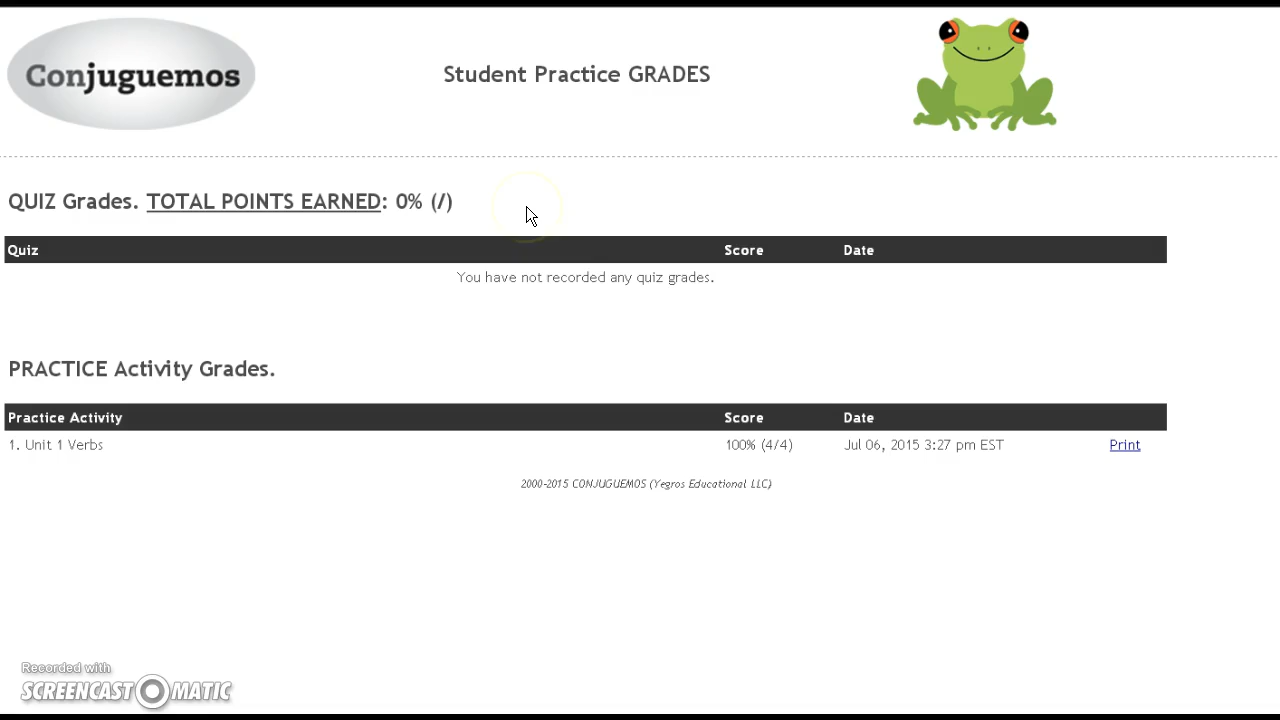 Conjuguemos
Student Practice GRADES
QUIZ Grades. TOTAL POINTS EARNED: 0% (/)
Quiz Score Date
You have not recorded any quiz grades.
PRACTICE Activity Grades.
Practice Activity Score Date
1. Unit 1 Verbs 100% (4/4) Jul 06, 2015 3:27 pm EST Print
2000-2015 CONJUGUEMOS (Yegros Educational LLC)
Recorded with
SCREENCAST-O-MATIC